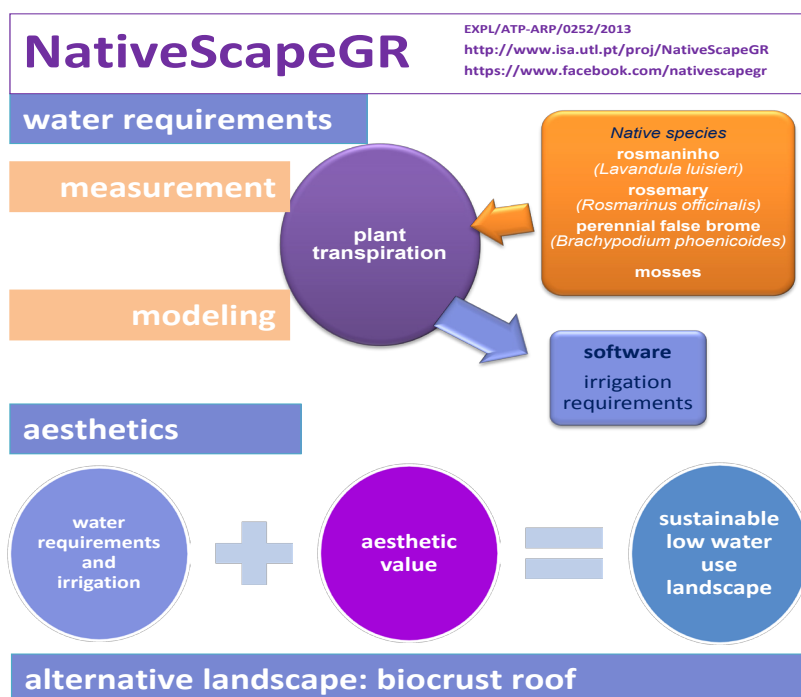 NativeScapeGR
EXPL/ATP-ARP/0252/2013
http://www.isa.utl.pt/proj/NativeScapeGR
https://www.facebook.com/nativescapegr
water requirements
measurement
modeling
plant
transpiration
Native species
rosmaninho
(Lavandula luisieri)
rosemary
(Rosmarinus officinalis)
perennial false brome
(Brachypodium phoenicoides)
mosses
software
irrigation
requirements
aesthetics
water
requirements
and
irrigation
aesthetic
value
sustainable
low water
use
landscape
alternative landscape: biocrust roof